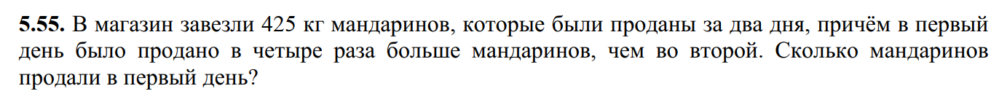 5.55. В магазин завезли 425 кг мандаринов, которые были проданы за два дня, причём в первый
день было продано в четыре раза больше мандаринов, чем во второй. Сколько мандаринов
продали в первый день?